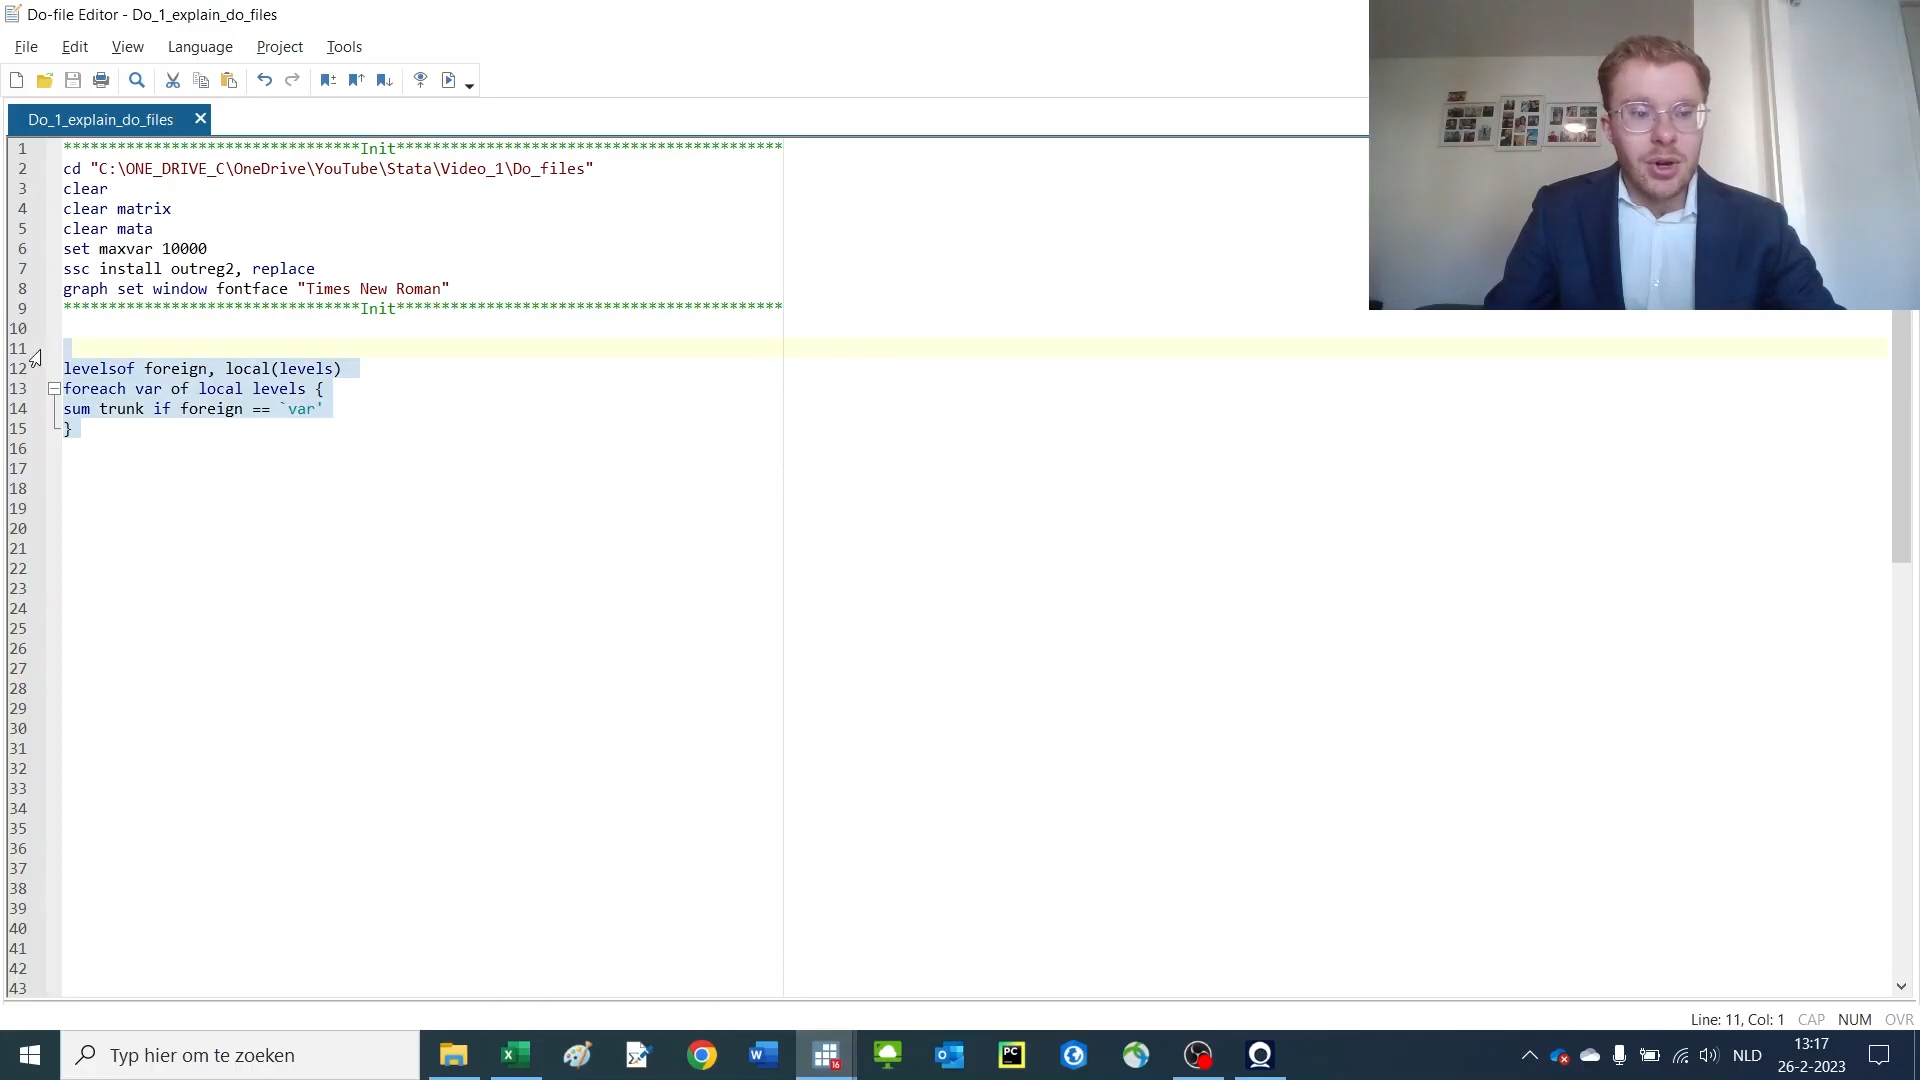 Do-file Editor - Do_1_explain_do_files
File Edit View Language Project Tools
Do_1_explain_do_files
1 *********************************Init*******************************************
2 cd "C:\ONE_DRIVE_C\OneDrive\YouTube\Stata\Video_1\Do_files"
3 clear
4 clear matrix
5 clear mata
6 set maxvar 10000
7 ssc install outreg2, replace
8 graph set window fontface "Times New Roman"
9 *********************************Init*******************************************
10
11
12 levelsof foreign, local(levels)
13 foreach var of local levels {
14 sum trunk if foreign == `var'
15 }
16
17
18
19
20
21
22
23
24
25
26
27
28
29
30
31
32
33
34
35
36
37
38
39
40
41
42
43
Line: 11, Col: 1 CAP NUM OVR
Typ hier om te zoeken
16
PC
NLD
13:17
26-2-2023